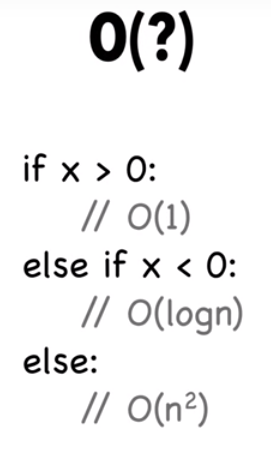 O(?)
if x > 0:
// O(1)
else if x < 0:
// O(logn)
else:
// O(n²)